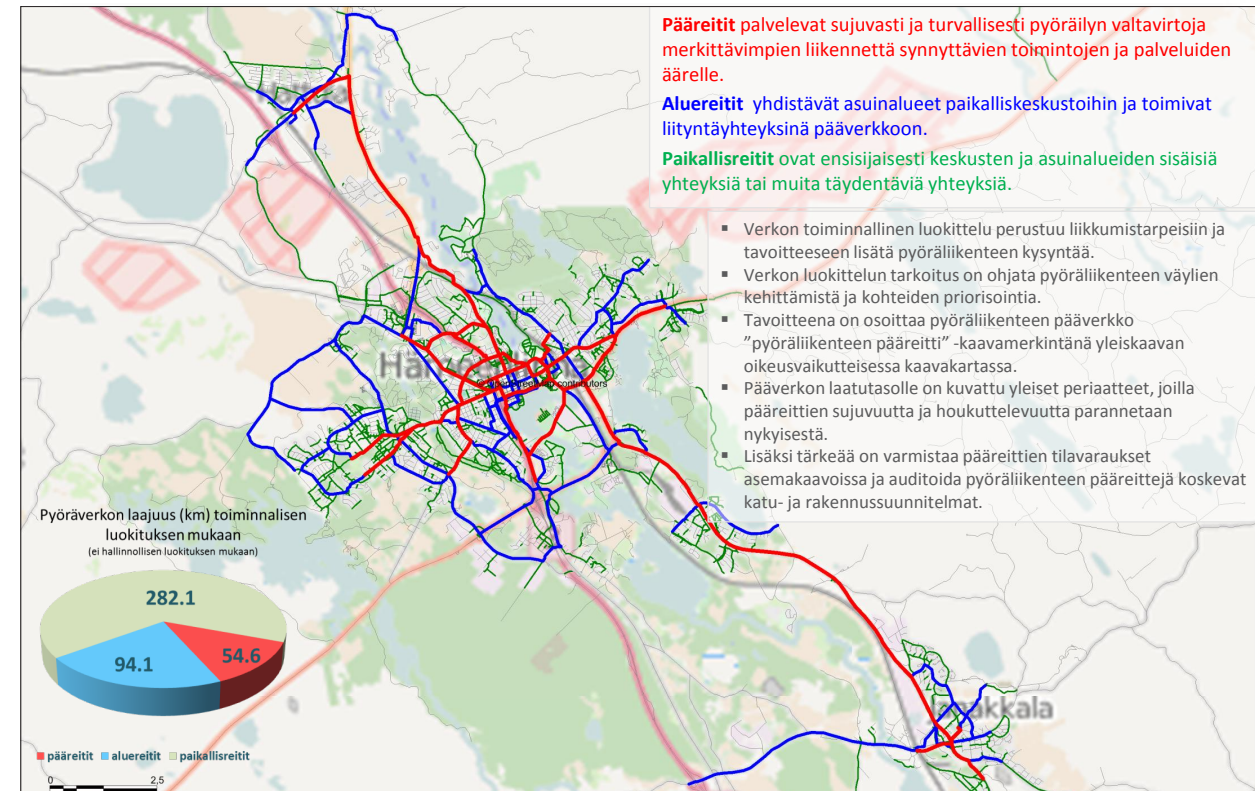 Pääreitit palvelevat sujuvasti ja turvallisesti pyöräilyn valtavirtoja
merkittävimpien liikennettä synnyttävien toimintojen ja palveluiden
äärelle.
Aluereitit yhdistävät asuinalueet paikalliskeskustoihin ja toimivat
liityntäyhteyksinä pääverkkoon.
Paikallisreitit ovat ensisijaisesti keskusten ja asuinalueiden sisäisiä
yhteyksiä tai muita täydentäviä yhteyksiä.
▪ Verkon toiminnallinen luokittelu perustuu liikkumistarpeisiin ja
tavoitteeseen lisätä pyöräliikenteen kysyntää.
▪ Verkon luokittelun tarkoitus on ohjata pyöräliikenteen väylien
kehittämistä ja kohteiden priorisointia.
▪ Tavoitteena on osoittaa pyöräliikenteen pääverkko
”pyöräliikenteen pääreitti” -kaavamerkintänä yleiskaavan
oikeusvaikutteisessa kaavakartassa.
▪ Pääverkon laatutasolle on kuvattu yleiset periaatteet, joilla
pääreittien sujuvuutta ja houkuttelevuutta parannetaan
nykyisestä.
▪ Lisäksi tärkeää on varmistaa pääreittien tilavaraukset
asemakaavoissa ja auditoida pyöräliikenteen pääreittejä koskevat
katu- ja rakennussuunnitelmat.
Janakkala
Pyöräverkon laajuus (km) toiminnalisen
luokituksen mukaan
(ei hallinnollisen luokituksen mukaan)
282.1
94.1
54.6
pääreitit aluereitit paikallisreitit
0 2,5